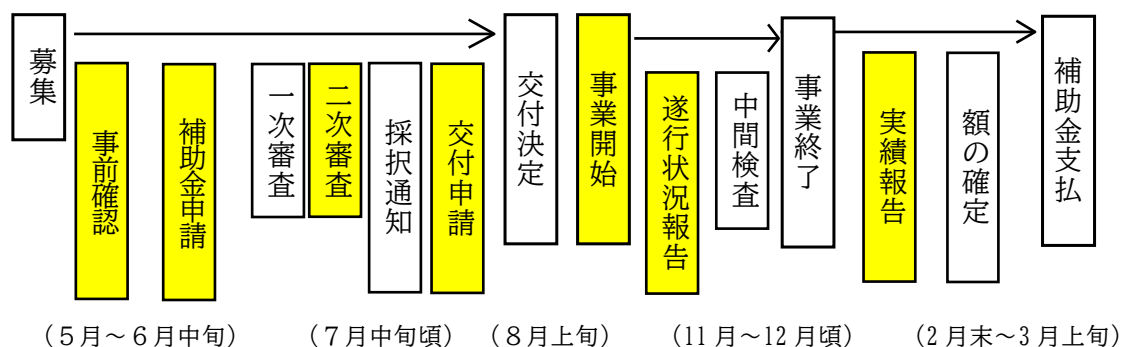 募集
事前確認
補助金申請
一次審査
二次審査
採択通知
交付申請
交付決定
事業開始
遂行状況報告
中間検査
事業終了
実績報告
額の確定
補助金支払
（５月～６月中旬）
（７月中旬頃）
（８月上旬）
（11月～12月頃）
（2月末～3月上旬）